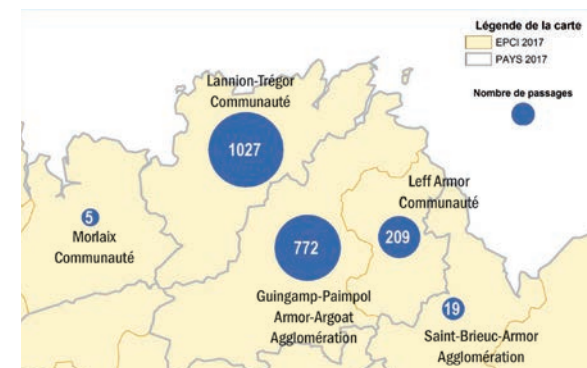 Légende de la carte
EPCI 2017
PAYS 2017
Nombre de passages
Lannion-Trégor
Communauté
1027
5
Morlaix
Communauté
Leff Armor
Communauté
209
772
Guingamp-Paimpol
Armor-Argoat
Agglomération
19
Saint-Brieuc-Armor
Agglomération